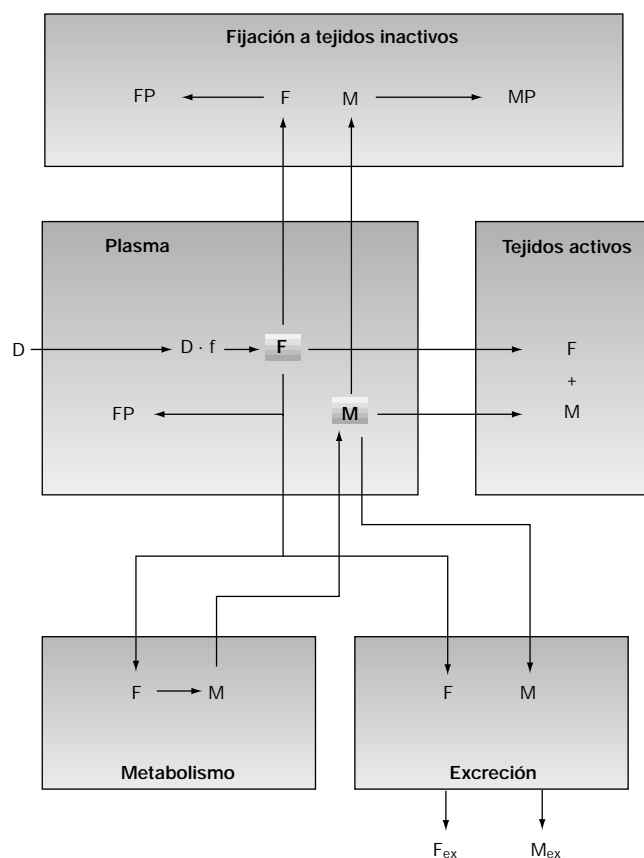 Fijación a tejidos inactivos
FP F M MP
Plasma
Tejidos activos
D D · f F F
+
FP M M
F M F M
Metabolismo Excreción
Fex Mex